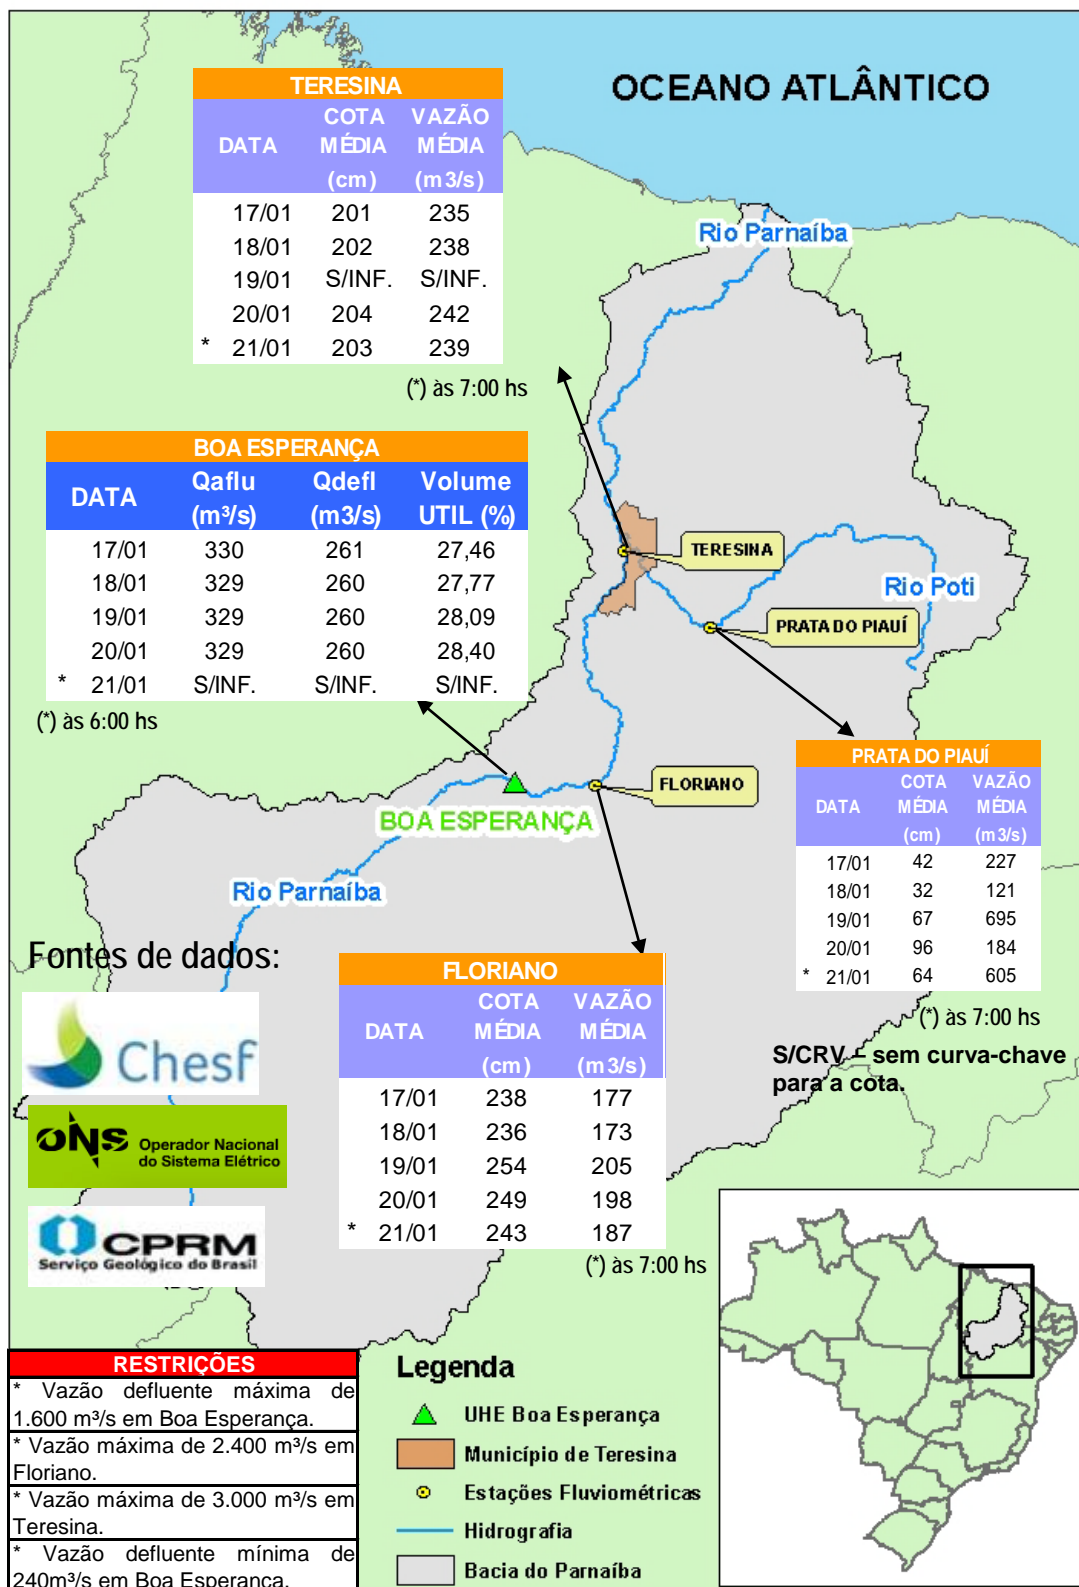 OCEANO ATLÂNTICO
TERESINA
COTA VAZÃO
DATA MÉDIA MÉDIA
(cm) (m3/s)
17/01 201 235
18/01 202 238
19/01 S/INF. S/INF.
20/01 204 242
* 21/01 203 239
(*) às 7:00 hs
Rio Parnaíba
BOA ESPERANÇA
DATA Qaflu Qdefl Volume
(m³/s) (m3/s) UTIL (%)
17/01 330 261 27,46
18/01 329 260 27,77
19/01 329 260 28,09
20/01 329 260 28,40
* 21/01 S/INF. S/INF. S/INF.
(*) às 6:00 hs
TERESINA
Rio Poti
PRATA DO PIAUÍ
FLORIANO
BOA ESPERANÇA
Rio Parnaíba
PRATA DO PIAUÍ
COTA VAZÃO
DATA MÉDIA MÉDIA
(cm) (m3/s)
17/01 42 227
18/01 32 121
19/01 67 695
20/01 96 184
* 21/01 64 605
(*) às 7:00 hs
S/CRV – sem curva-chave
para a cota.
Fontes de dados:
Chesf
ONS Operador Nacional
do Sistema Elétrico
CPRM
Serviço Geológico do Brasil
FLORIANO
COTA VAZÃO
DATA MÉDIA MÉDIA
(cm) (m3/s)
17/01 238 177
18/01 236 173
19/01 254 205
20/01 249 198
* 21/01 243 187
(*) às 7:00 hs
RESTRIÇÕES
* Vazão defluente máxima de
1.600 m³/s em Boa Esperança.
* Vazão máxima de 2.400 m³/s em
Floriano.
* Vazão máxima de 3.000 m³/s em
Teresina.
* Vazão defluente mínima de
240m³/s em Boa Esperança.
Legenda
UHE Boa Esperança
Município de Teresina
Estações Fluviométricas
Hidrografia
Bacia do Parnaíba